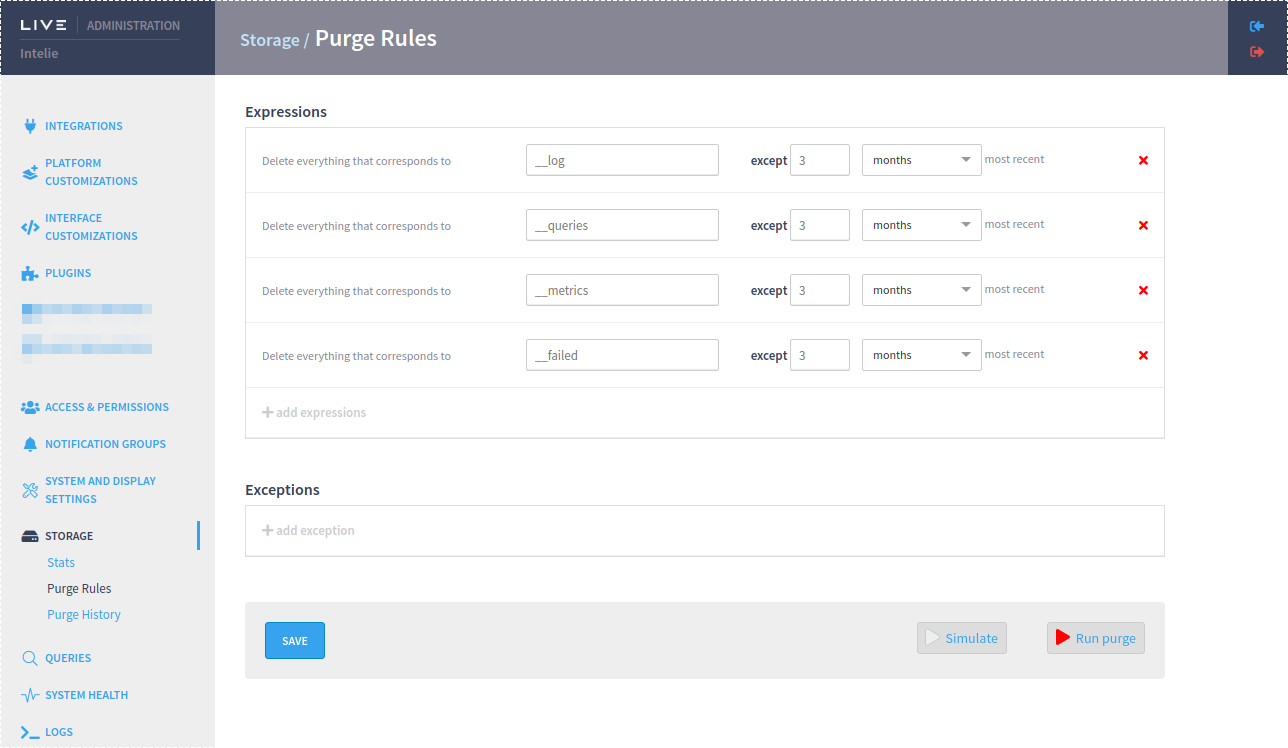 LIVE ADMINISTRATION
Intelie
Storage / Purge Rules
INTEGRATIONS
PLATFORM
CUSTOMIZATIONS
INTERFACE
CUSTOMIZATIONS
PLUGINS
ACCESS & PERMISSIONS
NOTIFICATION GROUPS
SYSTEM AND DISPLAY
SETTINGS
STORAGE
Stats
Purge Rules
Purge History
QUERIES
SYSTEM HEALTH
LOGS
Expressions
Delete everything that corresponds to __log except 3 months most recent
Delete everything that corresponds to __queries except 3 months most recent
Delete everything that corresponds to __metrics except 3 months most recent
Delete everything that corresponds to __failed except 3 months most recent
add expressions
Exceptions
add exception
SAVE Simulate Run purge